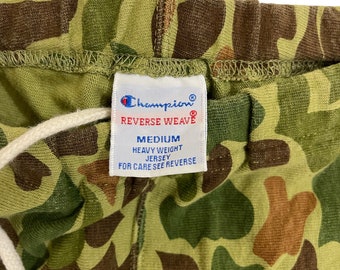 Champion®
REVERSE WEAVE®
MEDIUM
HEAVY WEIGHT
JERSEY
FOR CARE SEE REVERSE